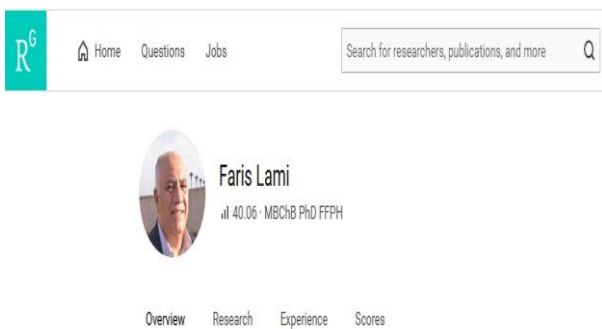 RG
Home Questions Jobs Search for researchers, publications, and more
Faris Lami
40.06 · MBChB PhD FFPH
Overview Research Experience Scores